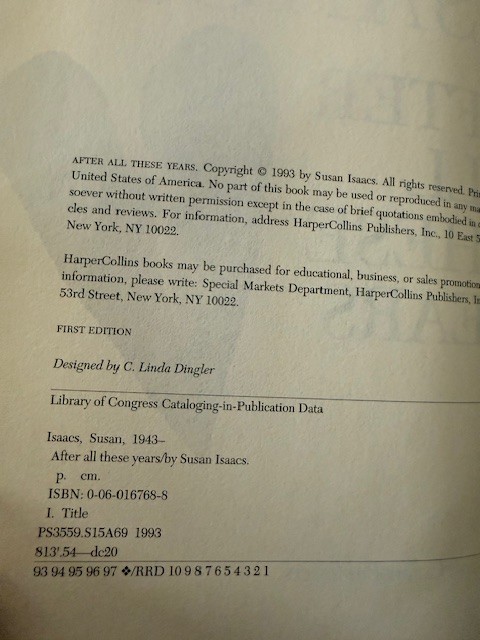 AFTER ALL THESE YEARS. Copyright © 1993 by Susan Isaacs. All rights reserved.
United States of America. No part of this book may be used or reproduced in any
soever without written permission except in the case of brief quotations embodied in
cles and reviews. For information, address HarperCollins Publishers, Inc., 10 East
New York, NY 10022.
HarperCollins books may be purchased for educational, business, or sales
information, please write: Special Markets Department, HarperCollins Publishers,
53rd Street, New York, NY 10022.
FIRST EDITION
Designed by C. Linda Dingler
Library of Congress Cataloging-in-Publication Data
Isaacs, Susan, 1943–
After all these years/by Susan Isaacs.
p. cm.
ISBN: 0-06-016768-8
I. Title
PS3559.S15A69 1993
813'.54—dc20
93 94 95 96 97 ❖/RRD 10 9 8 7 6 5 4 3 2 1